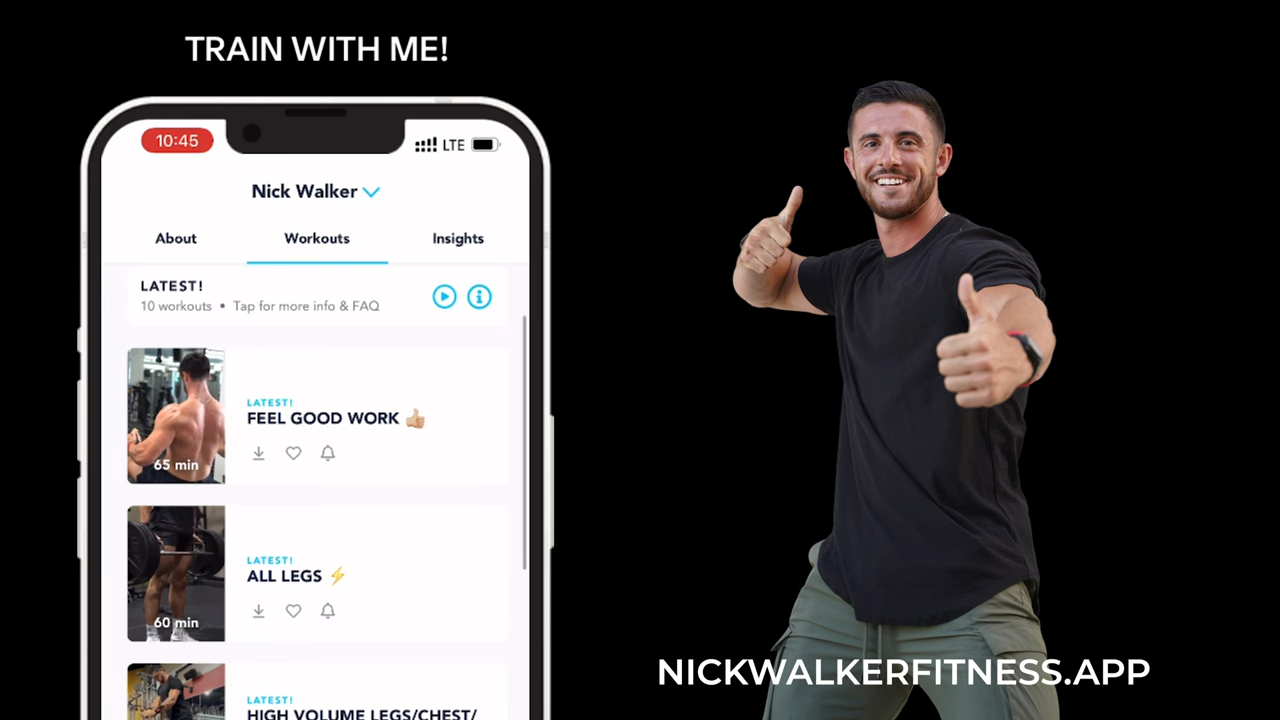 TRAIN WITH ME!
10:45
LTE
Nick Walker
About Workouts Insights
LATEST!
10 workouts • Tap for more info & FAQ
LATEST!
FEEL GOOD WORK 👍🏼
65 min
LATEST!
ALL LEGS ⚡
60 min
LATEST!
HIGH VOLUME LEGS/CHEST/
NICKWALKERFITNESS.APP